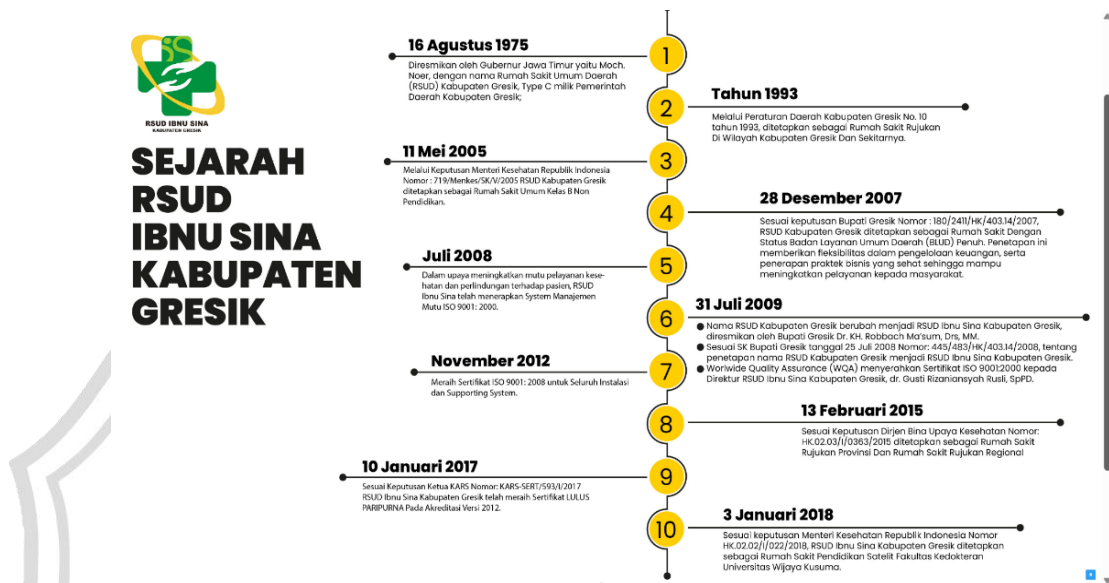 RSUD IBNU SINA
KABUPATEN GRESIK
SEJARAH
RSUD
IBNU SINA
KABUPATEN
GRESIK
1
16 Agustus 1975
Diresmikan oleh Gubernur Jawa Timur yaitu Moch.
Noer, dengan nama Rumah Sakit Umum Daerah
(RSUD) Kabupaten Gresik, Type C milik Pemerintah
Daerah Kabupaten Gresik;
2
Tahun 1993
Melalui Peraturan Daerah Kabupaten Gresik No. 10
tahun 1993, ditetapkan sebagai Rumah Sakit Rujukan
Di Wilayah Kabupaten Gresik Dan Sekitarnya.
3
11 Mei 2005
Melalui Keputusan Menteri Kesehatan Republik Indonesia
Nomor : 719/Menkes/SK/V/2005 RSUD Kabupaten Gresik
ditetapkan sebagai Rumah Sakit Umum Kelas B Non
Pendidikan.
4
28 Desember 2007
Sesuai keputusan Bupati Gresik Nomor : 180/2411/HK/403.14/2007,
RSUD Kabupaten Gresik ditetapkan sebagai Rumah Sakit Dengan
Status Badan Layanan Umum Daerah (BLUD) Penuh. Penetapan ini
memberikan fleksibilitas dalam pengelolaan keuangan, serta
penerapan praktek bisnis yang sehat sehingga mampu
meningkatkan pelayanan kepada masyarakat.
5
Juli 2008
Dalam upaya meningkatkan mutu pelayanan kese-
hatan dan perlindungan terhadap pasien, RSUD
Ibnu Sina telah menerapkan System Manajemen
Mutu ISO 9001: 2000.
6
31 Juli 2009
Nama RSUD Kabupaten Gresik berubah menjadi RSUD Ibnu Sina Kabupaten Gresik,
diresmikan oleh Bupati Gresik Dr. KH. Robbach Ma'sum, Drs, MM.
Sesuai SK Bupati Gresik tanggal 25 Juli 2008 Nomor: 445/483/HK/403.14/2008, tentang
penetapan nama RSUD Kabupaten Gresik menjadi RSUD Ibnu Sina Kabupaten Gresik.
Worlwide Quality Assurance (WQA) menyerahkan Sertifikat ISO 9001:2000 kepada
Direktur RSUD Ibnu Sina Kabupaten Gresik, dr. Gusti Rizaniansyah Rusli, SpPD.
7
November 2012
Meraih Sertifikat ISO 9001: 2008 untuk Seluruh Instalasi
dan Supporting System.
8
13 Februari 2015
Sesuai Keputusan Dirjen Bina Upaya Kesehatan Nomor:
HK.02.03/I/0363/2015 ditetapkan sebagai Rumah Sakit
Rujukan Provinsi Dan Rumah Sakit Rujukan Regional
9
10 Januari 2017
Sesuai Keputusan Ketua KARS Nomor: KARS-SERT/593/I/2017
RSUD Ibnu Sina Kabupaten Gresik telah meraih Sertifikat LULUS
PARIPURNA Pada Akreditasi Versi 2012.
10
3 Januari 2018
Sesuai keputusan Menteri Kesehatan Republik Indonesia Nomor
HK.02.02/I/022/2018, RSUD Ibnu Sina Kabupaten Gresik ditetapkan
sebagai Rumah Sakit Pendidikan Satelit Fakultas Kedokteran
Universitas Wijaya Kusuma.